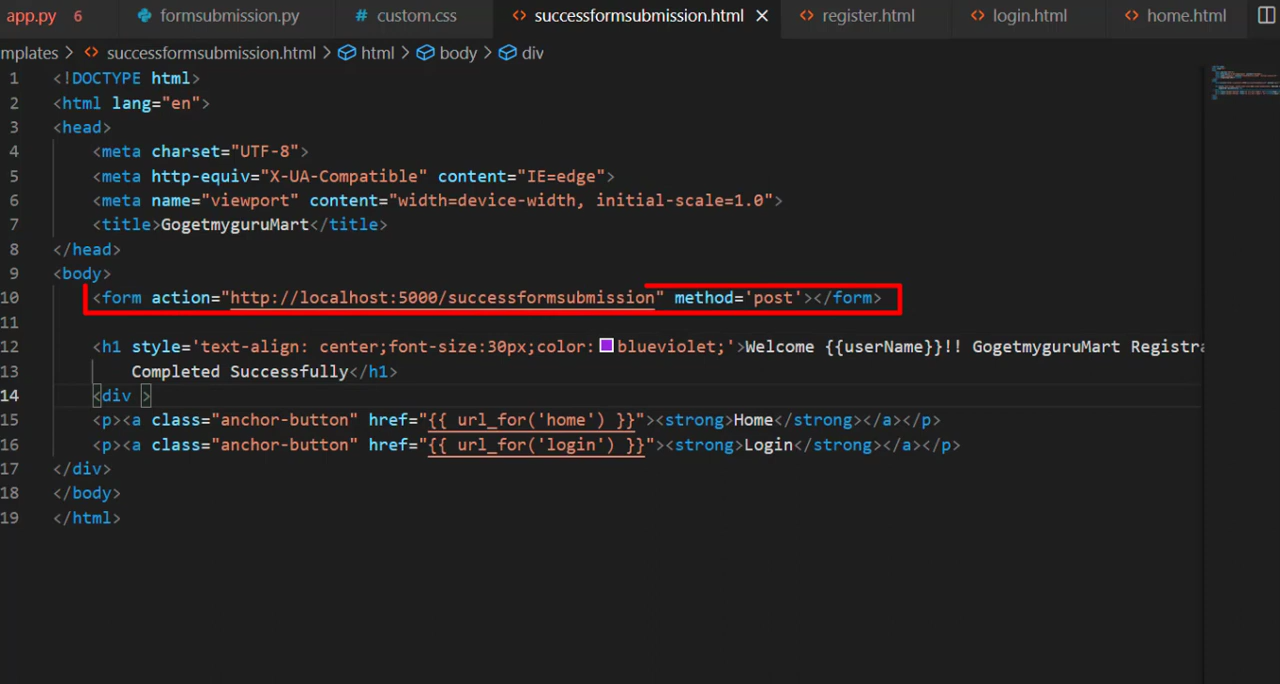 app.py 6 formsubmission.py # custom.css <> successformsubmission.html × <> register.html <> login.html <> home.html
mplates > <> successformsubmission.html > html > body > div
1 <!DOCTYPE html>
2 <html lang="en">
3 <head>
4 <meta charset="UTF-8">
5 <meta http-equiv="X-UA-Compatible" content="IE=edge">
6 <meta name="viewport" content="width=device-width, initial-scale=1.0">
7 <title>GogetmyguruMart</title>
8 </head>
9 <body>
10 <form action="http://localhost:5000/successformsubmission" method='post'></form>
11
12 <h1 style='text-align: center;font-size:30px;color:blueviolet;'>Welcome {{userName}}!! GogetmyguruMart Registra
13 Completed Successfully</h1>
14 <div >
15 <p><a class="anchor-button" href="{{ url_for('home') }}"><strong>Home</strong></a></p>
16 <p><a class="anchor-button" href="{{ url_for('login') }}"><strong>Login</strong></a></p>
17 </div>
18 </body>
19 </html>